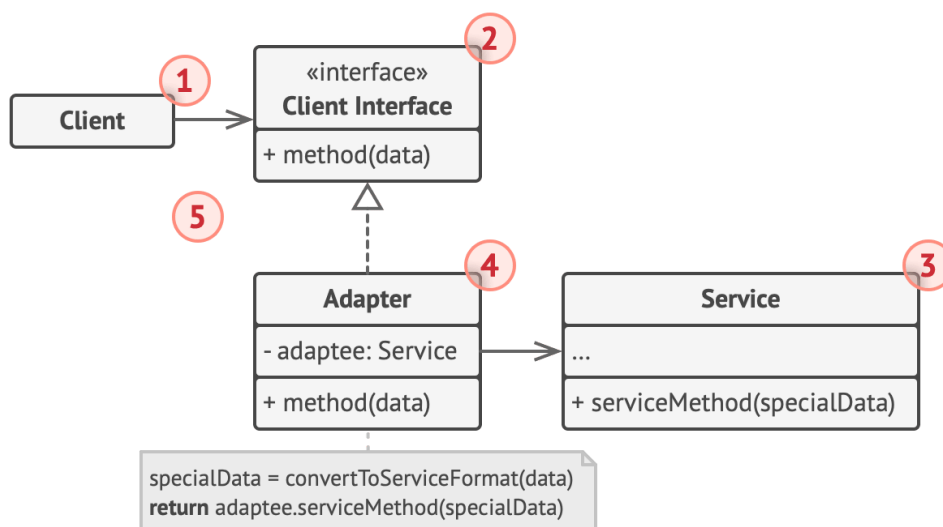 1
Client
2
«interface»
Client Interface
+ method(data)
5
4
Adapter
- adaptee: Service
+ method(data)
3
Service
...
+ serviceMethod(specialData)
specialData = convertToServiceFormat(data)
return adaptee.serviceMethod(specialData)